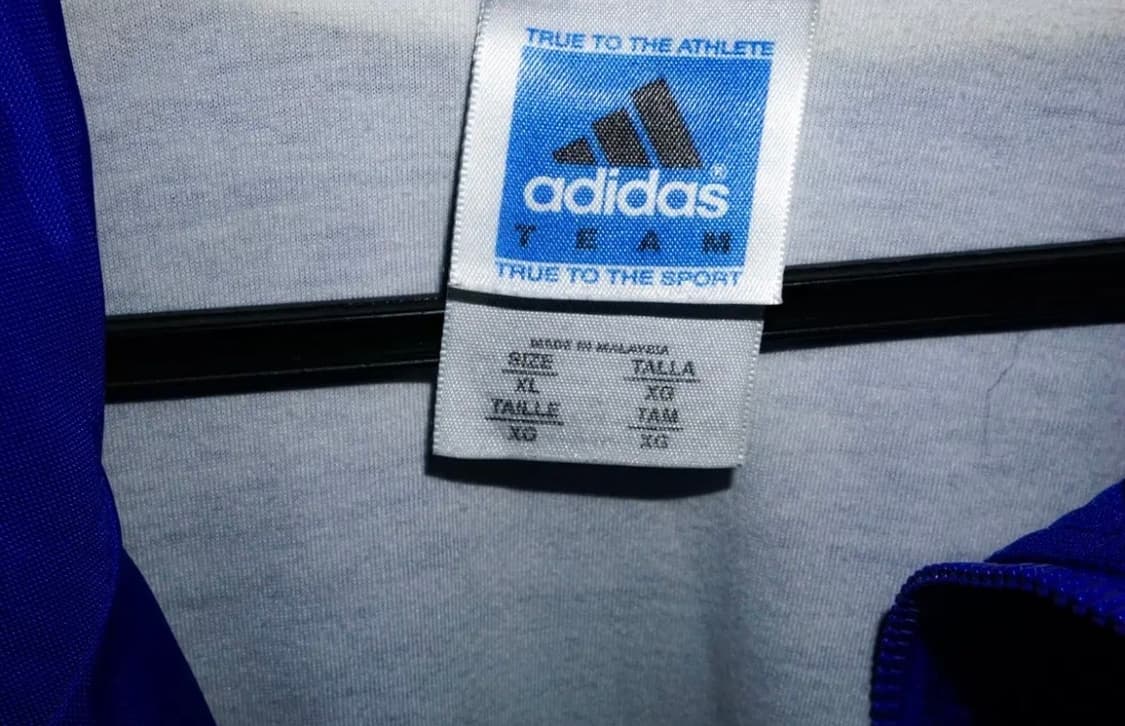 TRUE TO THE ATHLETE
adidas®
TEAM
TRUE TO THE SPORT
MADE IN MALAYSIA
SIZE TALLA
XL XG
TAILLE TAM
XG XG